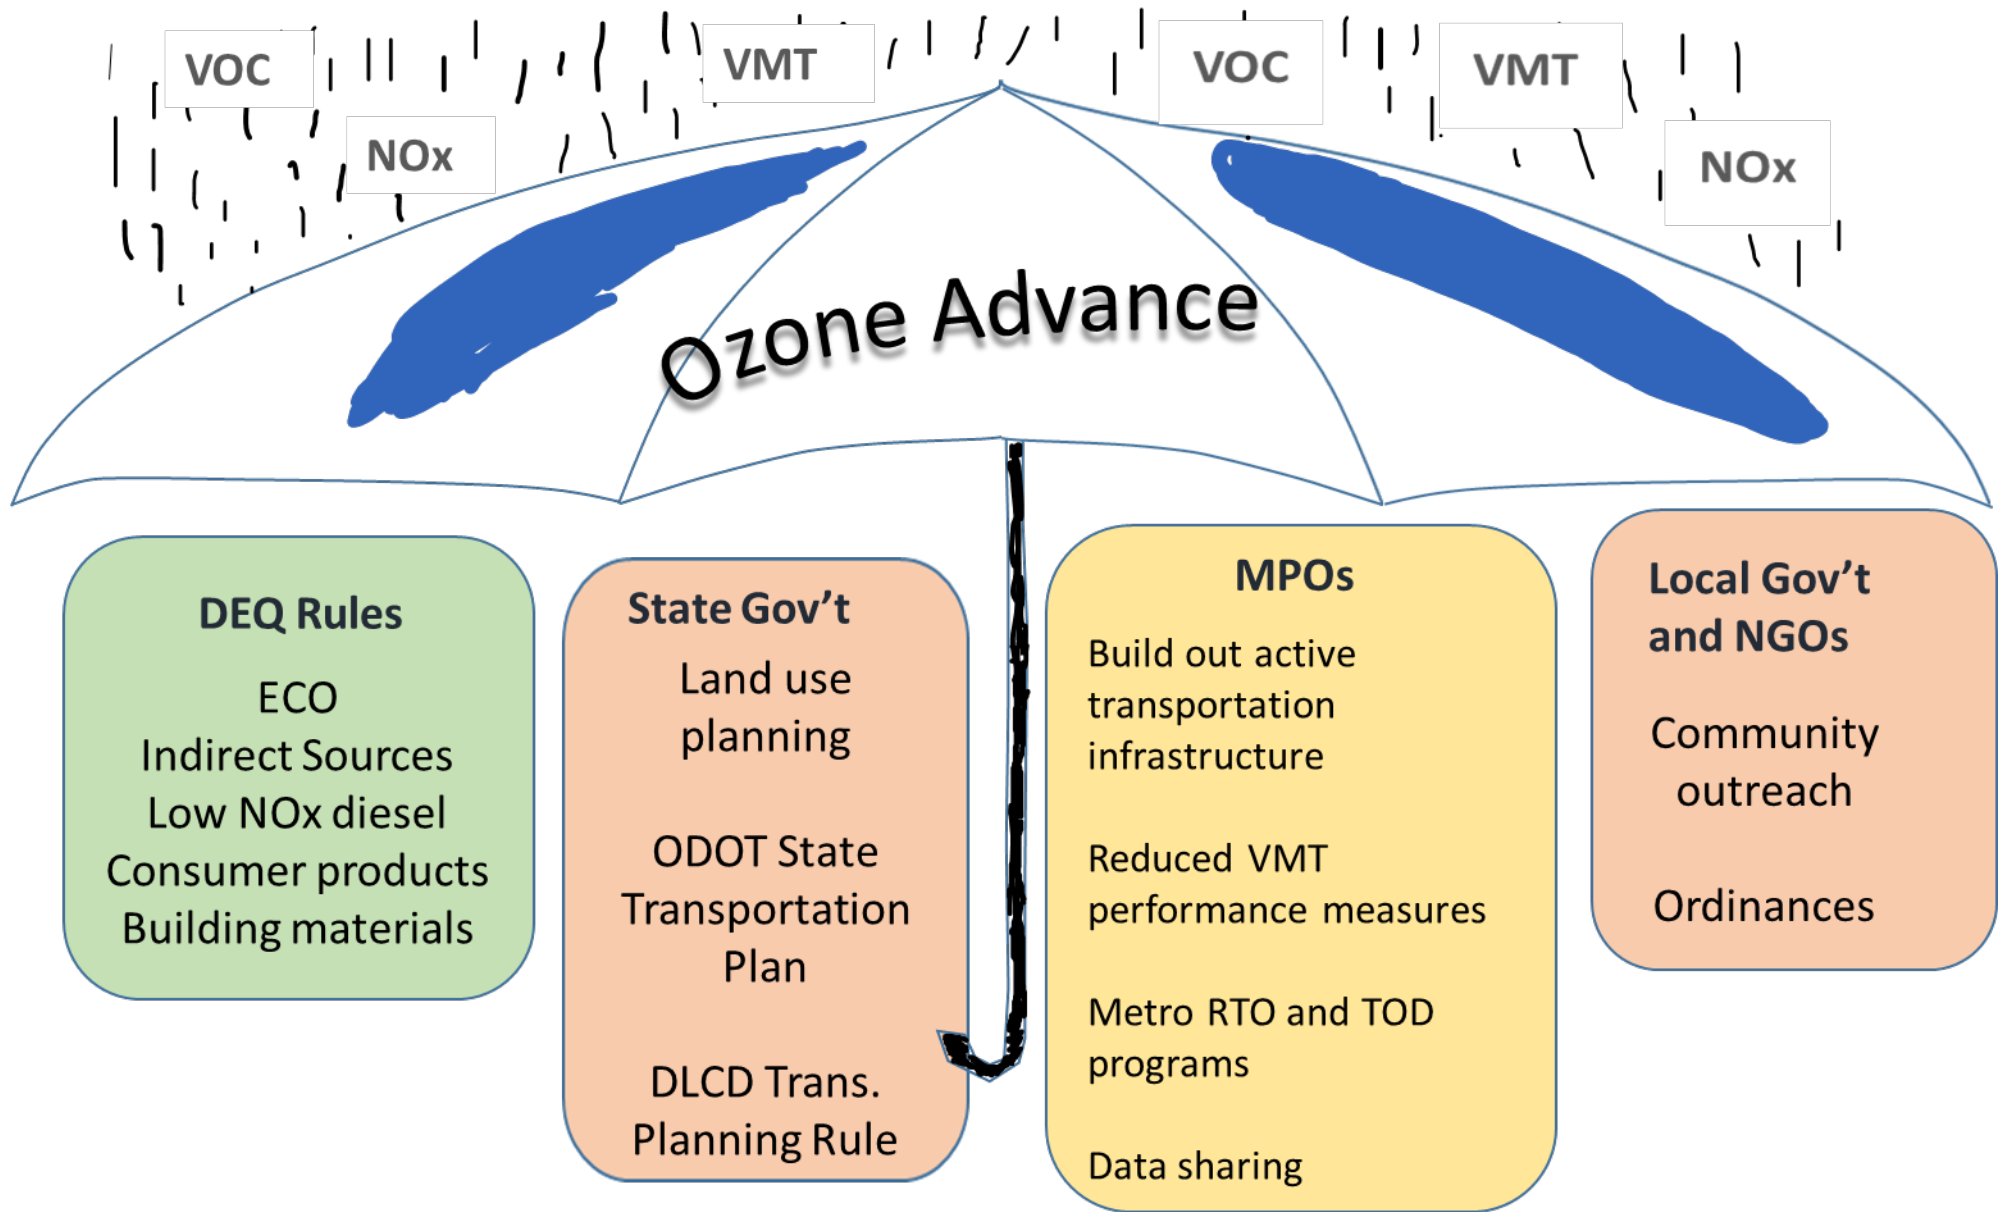 VOC
VMT
VOC
VMT
NOx
NOx
Ozone Advance
DEQ Rules
ECO
Indirect Sources
Low NOx diesel
Consumer products
Building materials
State Gov't
Land use
planning
ODOT State
Transportation
Plan
DLCD Trans.
Planning Rule
MPOs
Build out active
transportation
infrastructure
Reduced VMT
performance measures
Metro RTO and TOD
programs
Data sharing
Local Gov't
and NGOs
Community
outreach
Ordinances